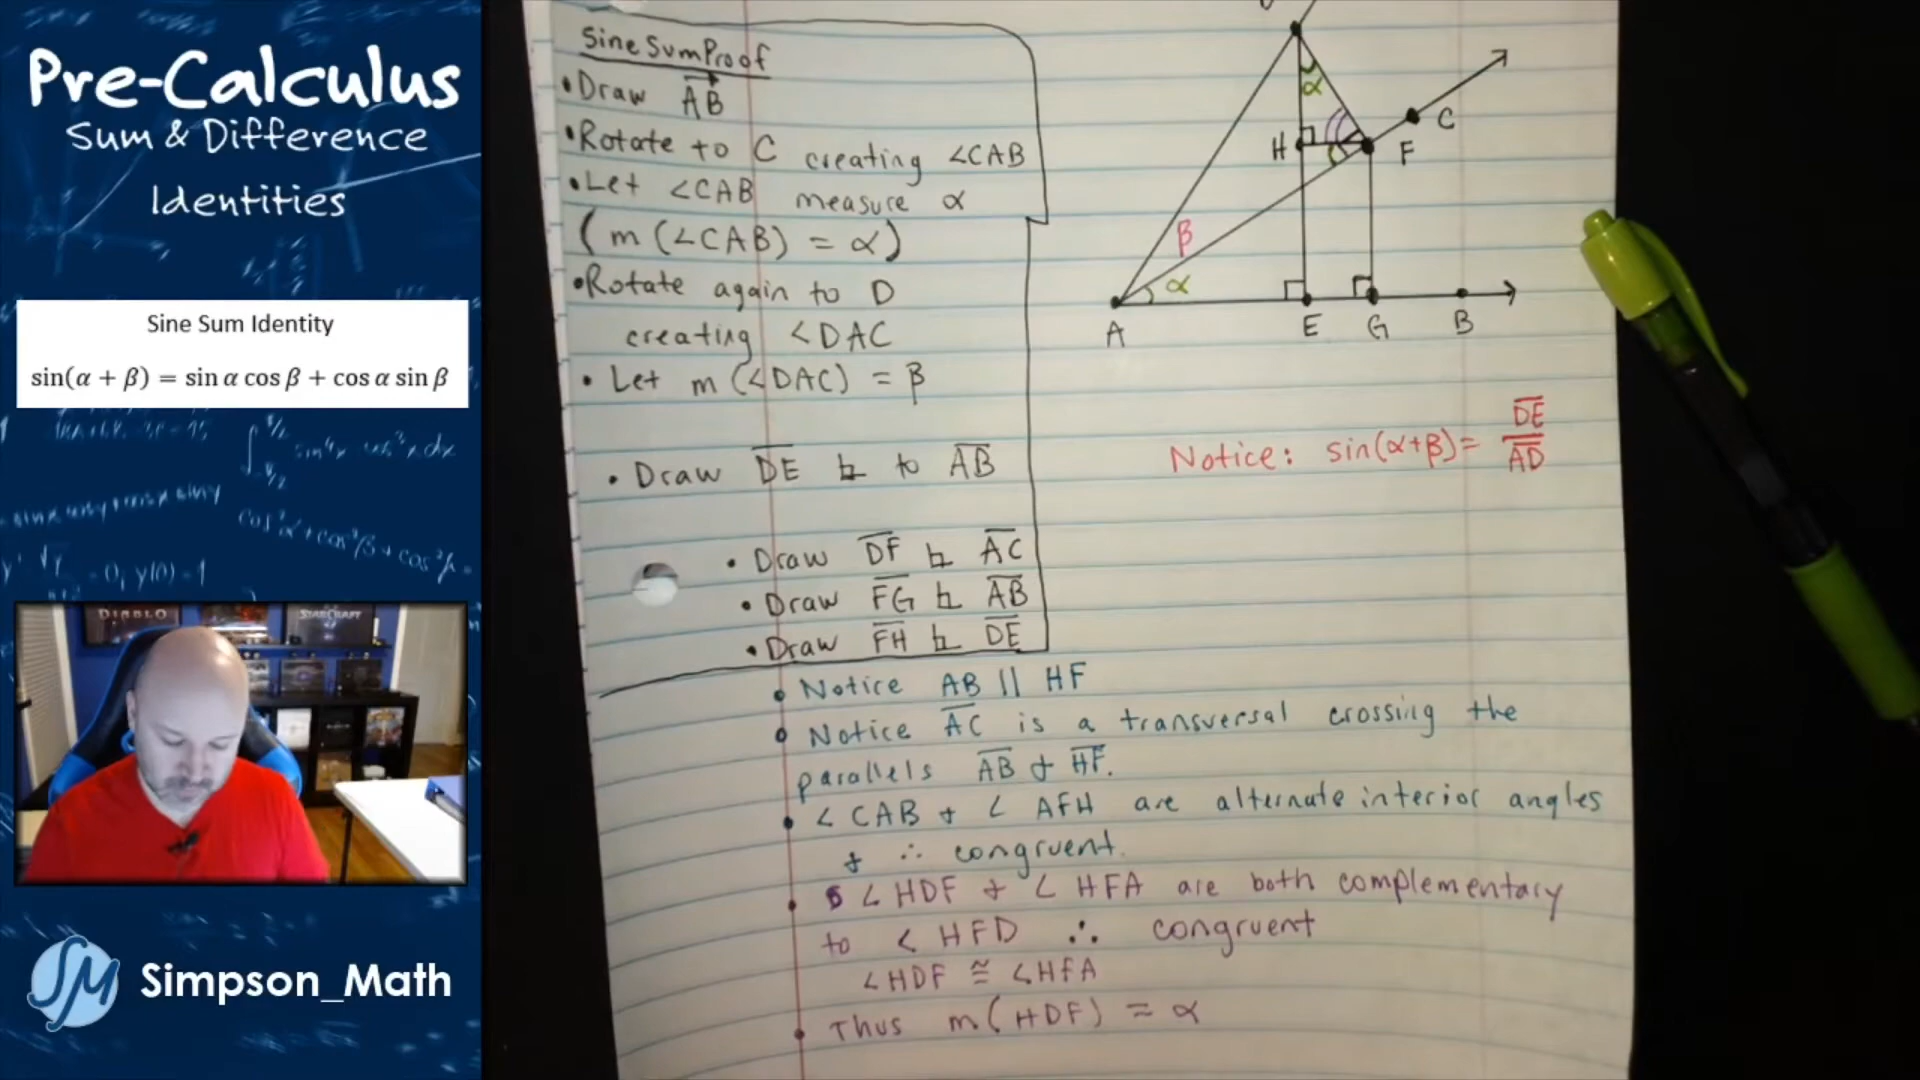 Pre-Calculus
Sum & Difference
Identities
Sine Sum Identity
sin(α + β) = sin α cos β + cos α sin β
DIABLO
STARCRAFT
SM Simpson_Math
Sine Sum Proof
• Draw AB
• Rotate to C creating ∠CAB
• Let ∠CAB measure α
(m(∠CAB) = α)
• Rotate again to D
creating ∠DAC
• Let m(∠DAC) = β
• Draw DE ⊥ to AB
• Draw DF ⊥ AC
• Draw FG ⊥ AB
• Draw FH ⊥ DE
• Notice AB || HF
• Notice AC is a transversal crossing the
parallels AB + HF.
• ∠CAB + ∠AFH are alternate interior angles
+ ∴ congruent.
• ∠HDF + ∠HFA are both complementary
to ∠HFD ∴ congruent
∠HDF ≅ ∠HFA
• Thus m(HDF) = α
α
C
H
F
β
α
A
E
G
B
Notice: sin(α+β) = DE/AD